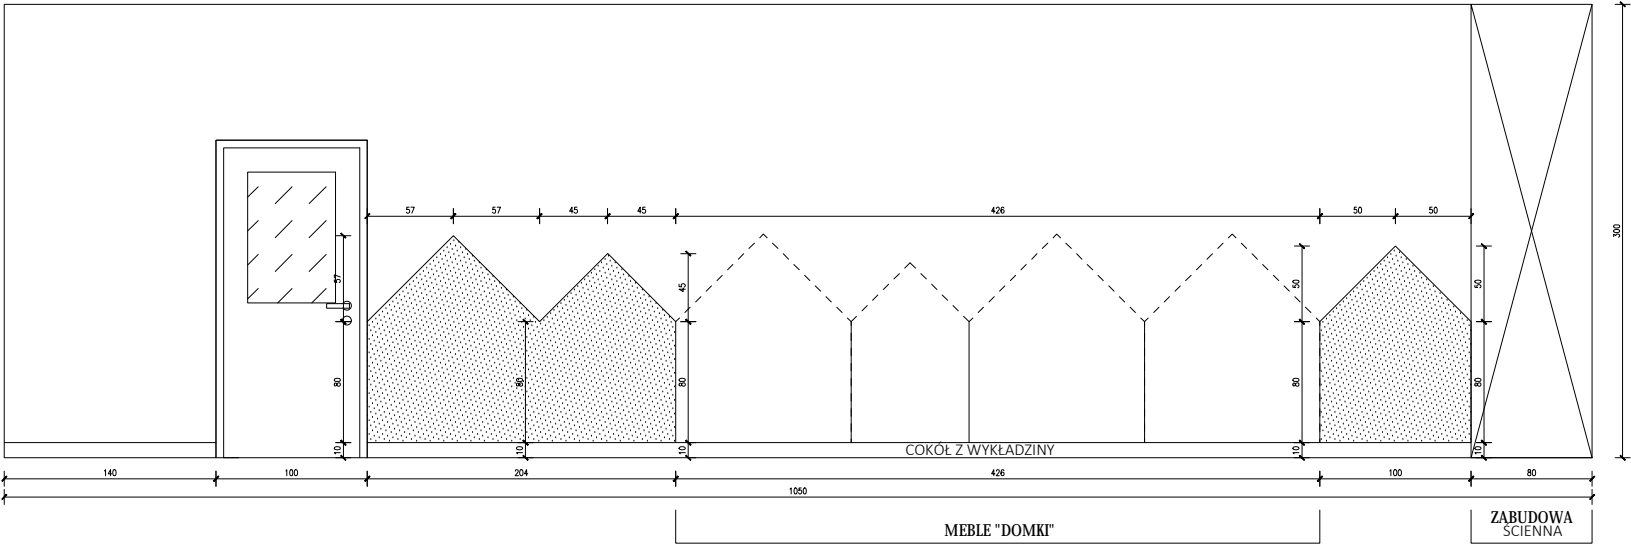 57 57 45 45 426 50 50
300
57 45 50 50
80 80 80 80 80
10 10 10 10 10
COKÓŁ Z WYKŁADZINY
140 100 204 426 100 80
1050
MEBLE "DOMKI"
ZABUDOWA
ŚCIENNA